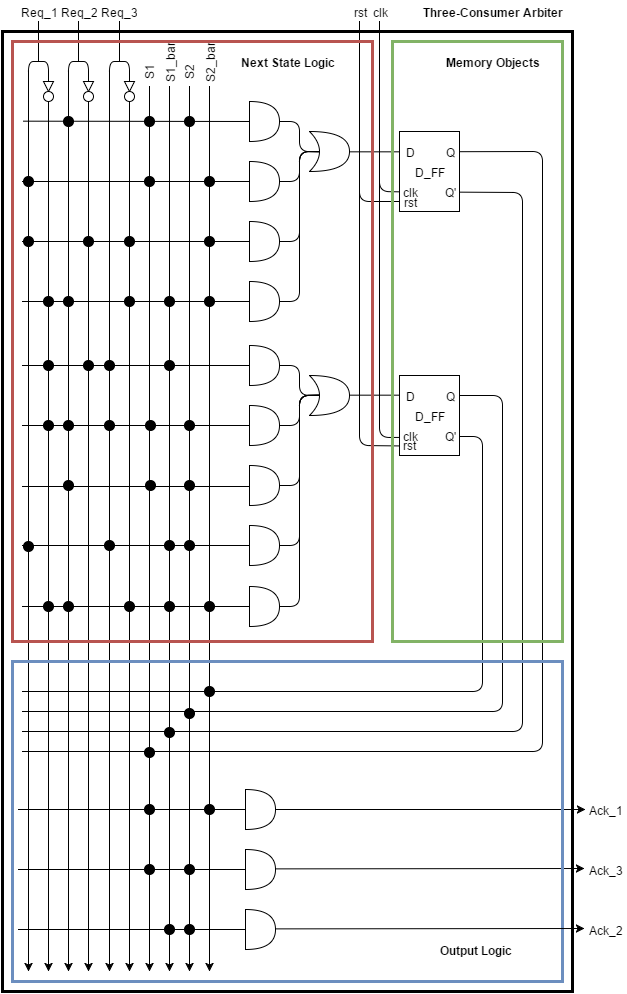 Req_1 Req_2 Req_3 rst clk Three-Consumer Arbiter
S1 S1_bar S2 S2_bar Next State Logic Memory Objects
D Q
D_FF
clk Q'
rst
D Q
D_FF
clk Q'
rst
Ack_1
Ack_3
Ack_2
Output Logic